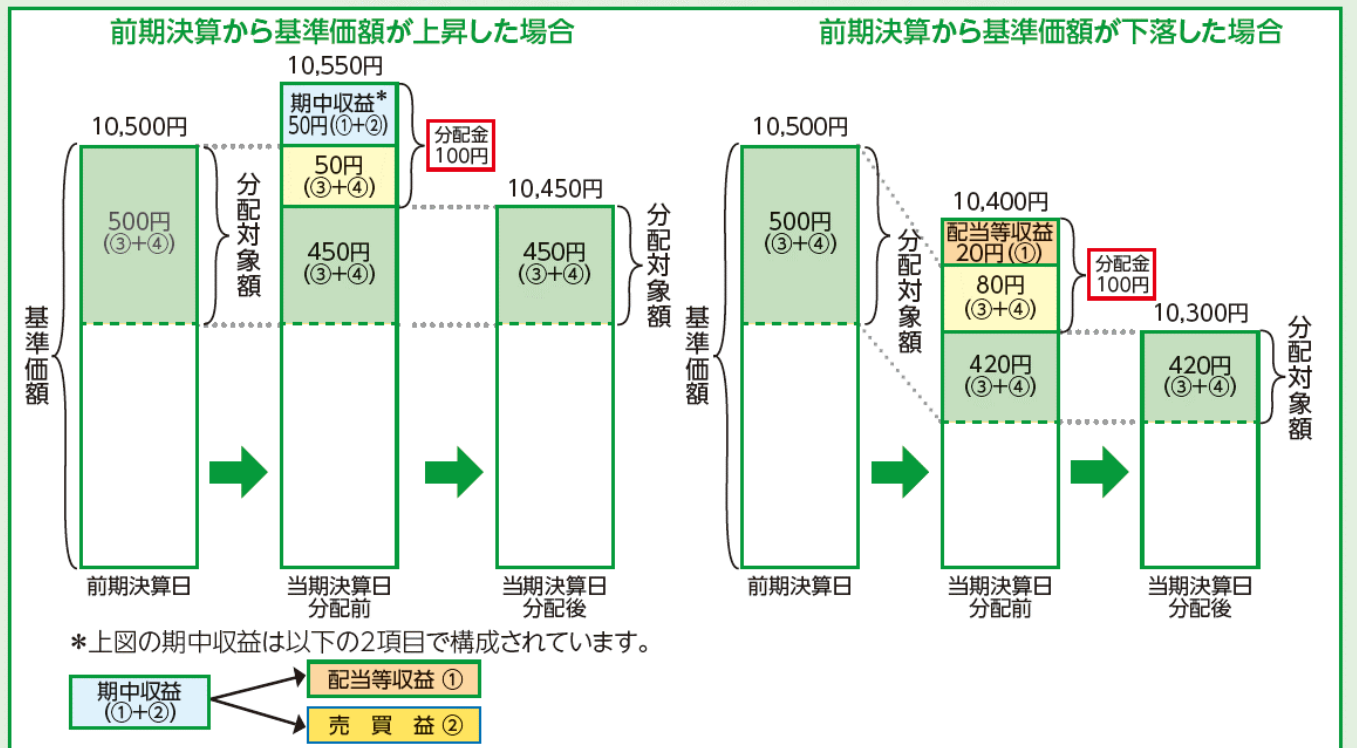 前期決算から基準価額が上昇した場合
10,500円
500円
(③+④)
分配対象額
基準価額
前期決算日
10,550円
期中収益*
50円(①+②)
50円
(③+④)
450円
(③+④)
分配金
100円
当期決算日
分配前
10,450円
450円
(③+④)
分配対象額
当期決算日
分配後
*上図の期中収益は以下の2項目で構成されています。
期中収益
(①+②)
配当等収益 ①
売 買 益 ②
前期決算から基準価額が下落した場合
10,500円
500円
(③+④)
分配対象額
基準価額
前期決算日
10,400円
配当等収益
20円(①)
80円
(③+④)
420円
(③+④)
分配金
100円
当期決算日
分配前
10,300円
420円
(③+④)
分配対象額
当期決算日
分配後